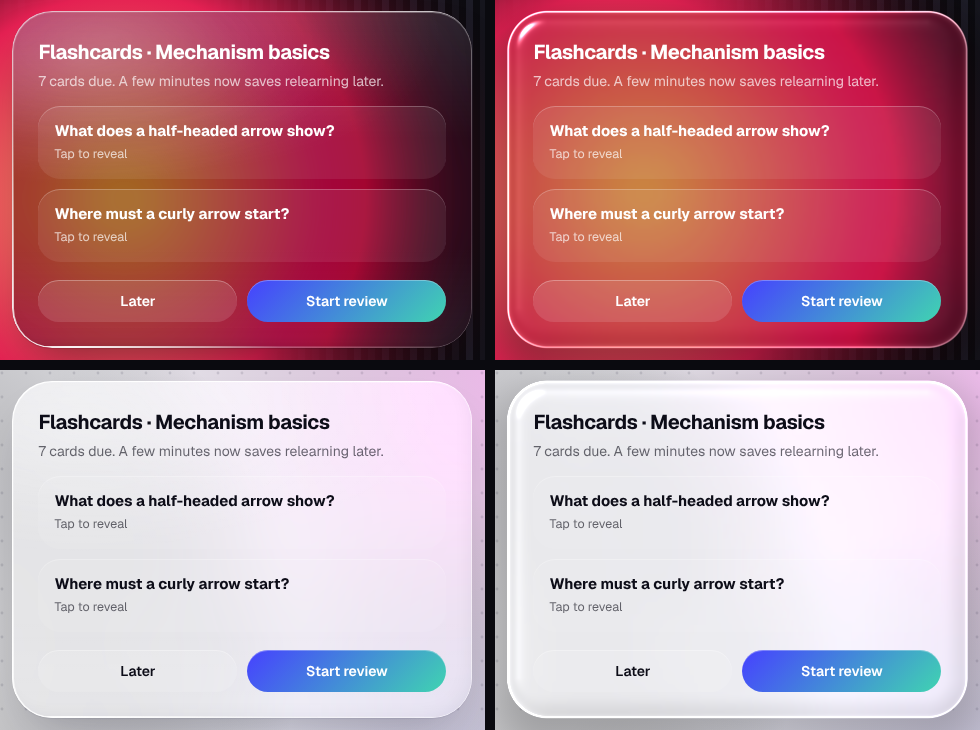 Flashcards · Mechanism basics
7 cards due. A few minutes now saves relearning later.
What does a half-headed arrow show?
Tap to reveal
Where must a curly arrow start?
Tap to reveal
Later
Start review
Flashcards · Mechanism basics
7 cards due. A few minutes now saves relearning later.
What does a half-headed arrow show?
Tap to reveal
Where must a curly arrow start?
Tap to reveal
Later
Start review
Flashcards · Mechanism basics
7 cards due. A few minutes now saves relearning later.
What does a half-headed arrow show?
Tap to reveal
Where must a curly arrow start?
Tap to reveal
Later
Start review
Flashcards · Mechanism basics
7 cards due. A few minutes now saves relearning later.
What does a half-headed arrow show?
Tap to reveal
Where must a curly arrow start?
Tap to reveal
Later
Start review